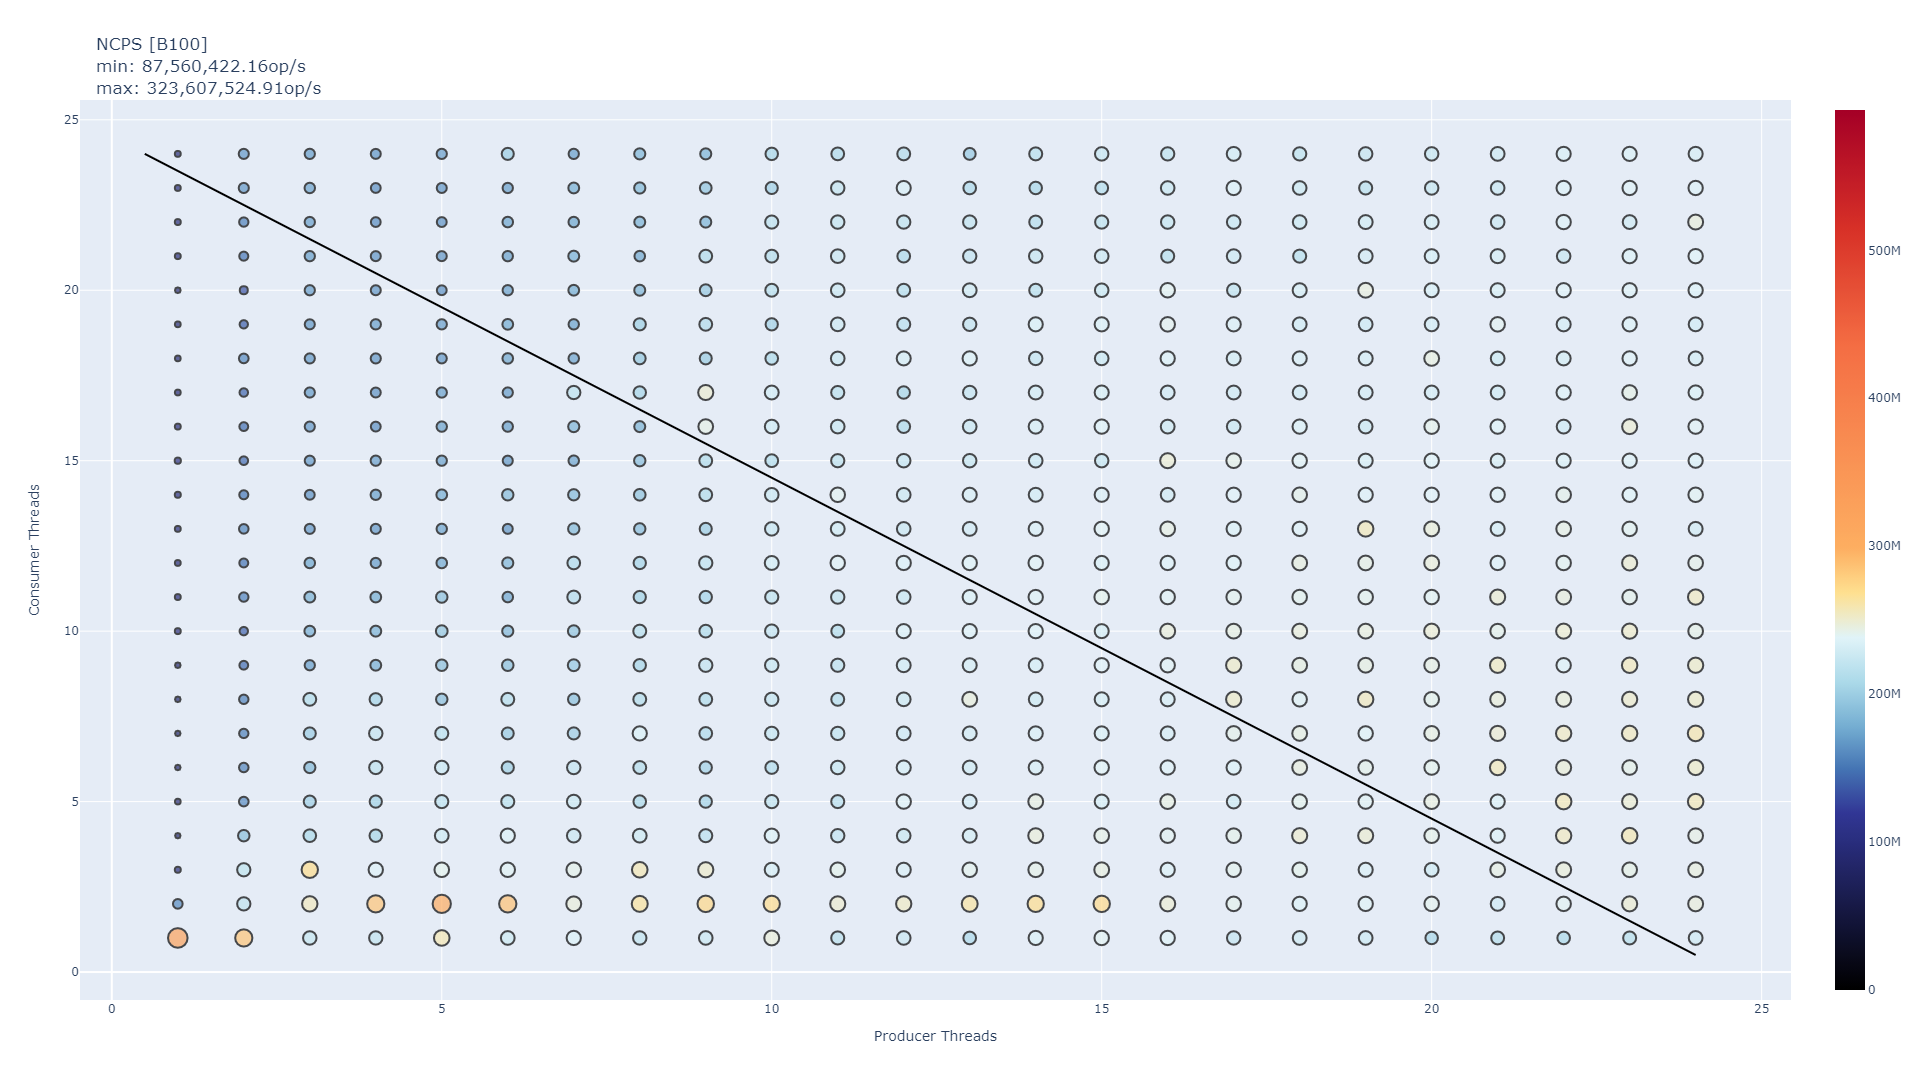 NCPS [B100]
min: 87,560,422.16op/s
max: 323,607,524.91op/s
25
20
15
10
5
0
Consumer Threads
0
5
10
15
20
25
Producer Threads
500M
400M
300M
200M
100M
0